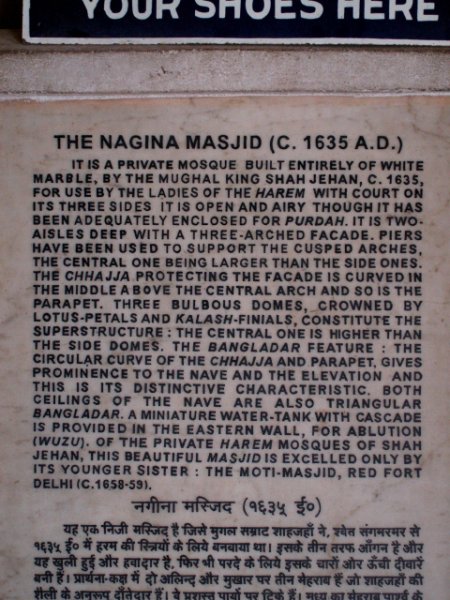 YOUR SHOES HERE
THE NAGINA MASJID (C. 1635 A.D.)
IT IS A PRIVATE MOSQUE BUILT ENTIRELY OF WHITE
MARBLE, BY THE MUGHAL KING SHAH JEHAN, C. 1635,
FOR USE BY THE LADIES OF THE HAREM WITH COURT ON
ITS THREE SIDES IT IS OPEN AND AIRY THOUGH IT HAS
BEEN ADEQUATELY ENCLOSED FOR PURDAH. IT IS TWO-
AISLES DEEP WITH A THREE-ARCHED FACADE. PIERS
HAVE BEEN USED TO SUPPORT THE CUSPED ARCHES,
THE CENTRAL ONE BEING LARGER THAN THE SIDE ONES.
THE CHHAJJA PROTECTING THE FACADE IS CURVED IN
THE MIDDLE ABOVE THE CENTRAL ARCH AND SO IS THE
PARAPET. THREE BULBOUS DOMES, CROWNED BY
LOTUS-PETALS AND KALASH-FINIALS, CONSTITUTE THE
SUPERSTRUCTURE : THE CENTRAL ONE IS HIGHER THAN
THE SIDE DOMES. THE BANGLADAR FEATURE : THE
CIRCULAR CURVE OF THE CHHAJJA AND PARAPET, GIVES
PROMINENCE TO THE NAVE AND THE ELEVATION AND
THIS IS ITS DISTINCTIVE CHARACTERISTIC. BOTH
CEILINGS OF THE NAVE ARE ALSO TRIANGULAR
BANGLADAR. A MINIATURE WATER-TANK WITH CASCADE
IS PROVIDED IN THE EASTERN WALL, FOR ABLUTION
(WUZU). OF THE PRIVATE HAREM MOSQUES OF SHAH
JEHAN, THIS BEAUTIFUL MASJID IS EXCELLED ONLY BY
ITS YOUNGER SISTER : THE MOTI-MASJID, RED FORT
DELHI (C.1658-59).
नगीना मस्जिद (१६३५ ई०)
यह एक निजी मस्जिद है जिसे मुगल सम्राट शाहजहाँ ने, श्वेत संगमरमर से
१६३५ ई० में हरम की स्त्रियों के लिये बनवाया था। इसके तीन तरफ आँगन है और
यह खुली हुई और हवादार है, फिर भी परदे के लिये इसके चारों ओर ऊँची दीवारें
बनी हैं। प्रार्थना-कक्ष में दो अलिन्द और मुखार पर तीन मेहराब हैं जो शाहजहाँ की
शैली के अनुरूप दाँतेदार हैं। ये प्रशस्त पायों पर टिके हैं। मध्य का मेहराब पार्श्व के